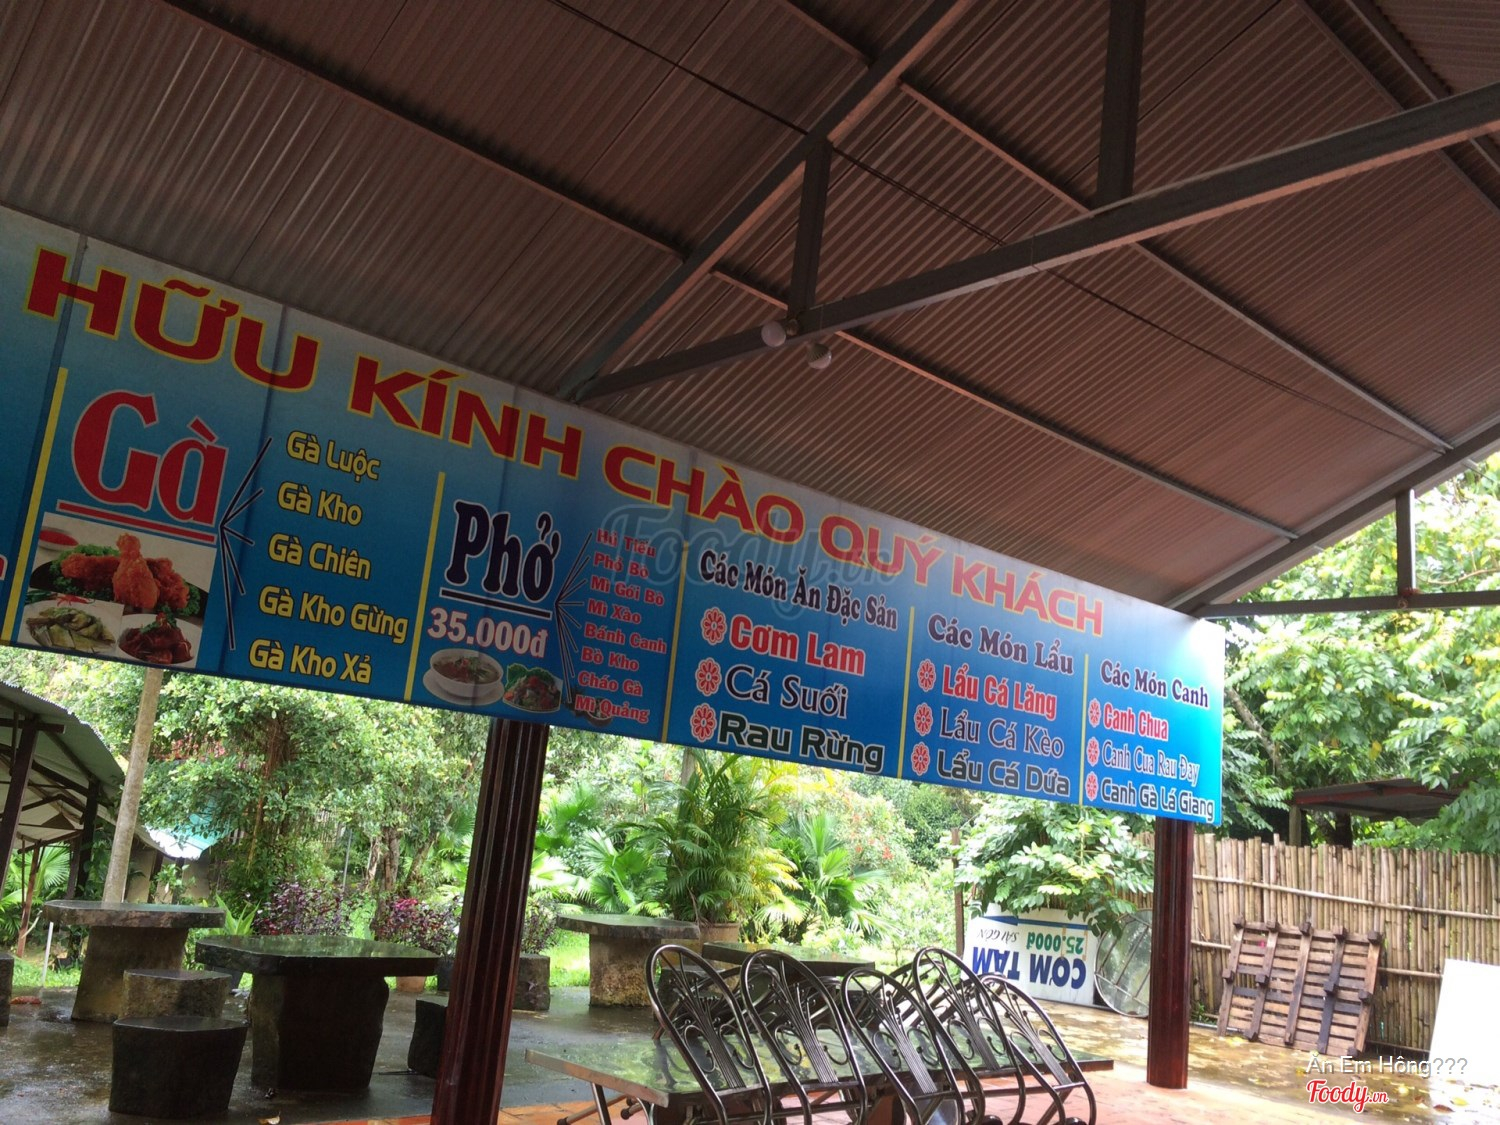 HỮU KÍNH CHÀO QUÝ KHÁCH
Gà
Gà Luộc
Gà Kho
Gà Chiên
Gà Kho Gừng
Gà Kho Xả
Phở
35.000đ
Hủ Tiếu
Phở Bò
Mì Gói Bò
Mì Xào
Bánh Canh
Bò Kho
Cháo Gà
Mì Quảng
Các Món Ăn Đặc Sản
Cơm Lam
Cá Suối
Rau Rừng
Các Món Lẩu
Lẩu Cá Lăng
Lẩu Cá Kèo
Lẩu Cá Dứa
Các Món Canh
Canh Chua
Canh Cua Rau Đay
Canh Gà Lá Giang
CƠM TẤM
SÀI GÒN
25.000đ
Foody.vn
Ăn Em Hông???
Foody.vn